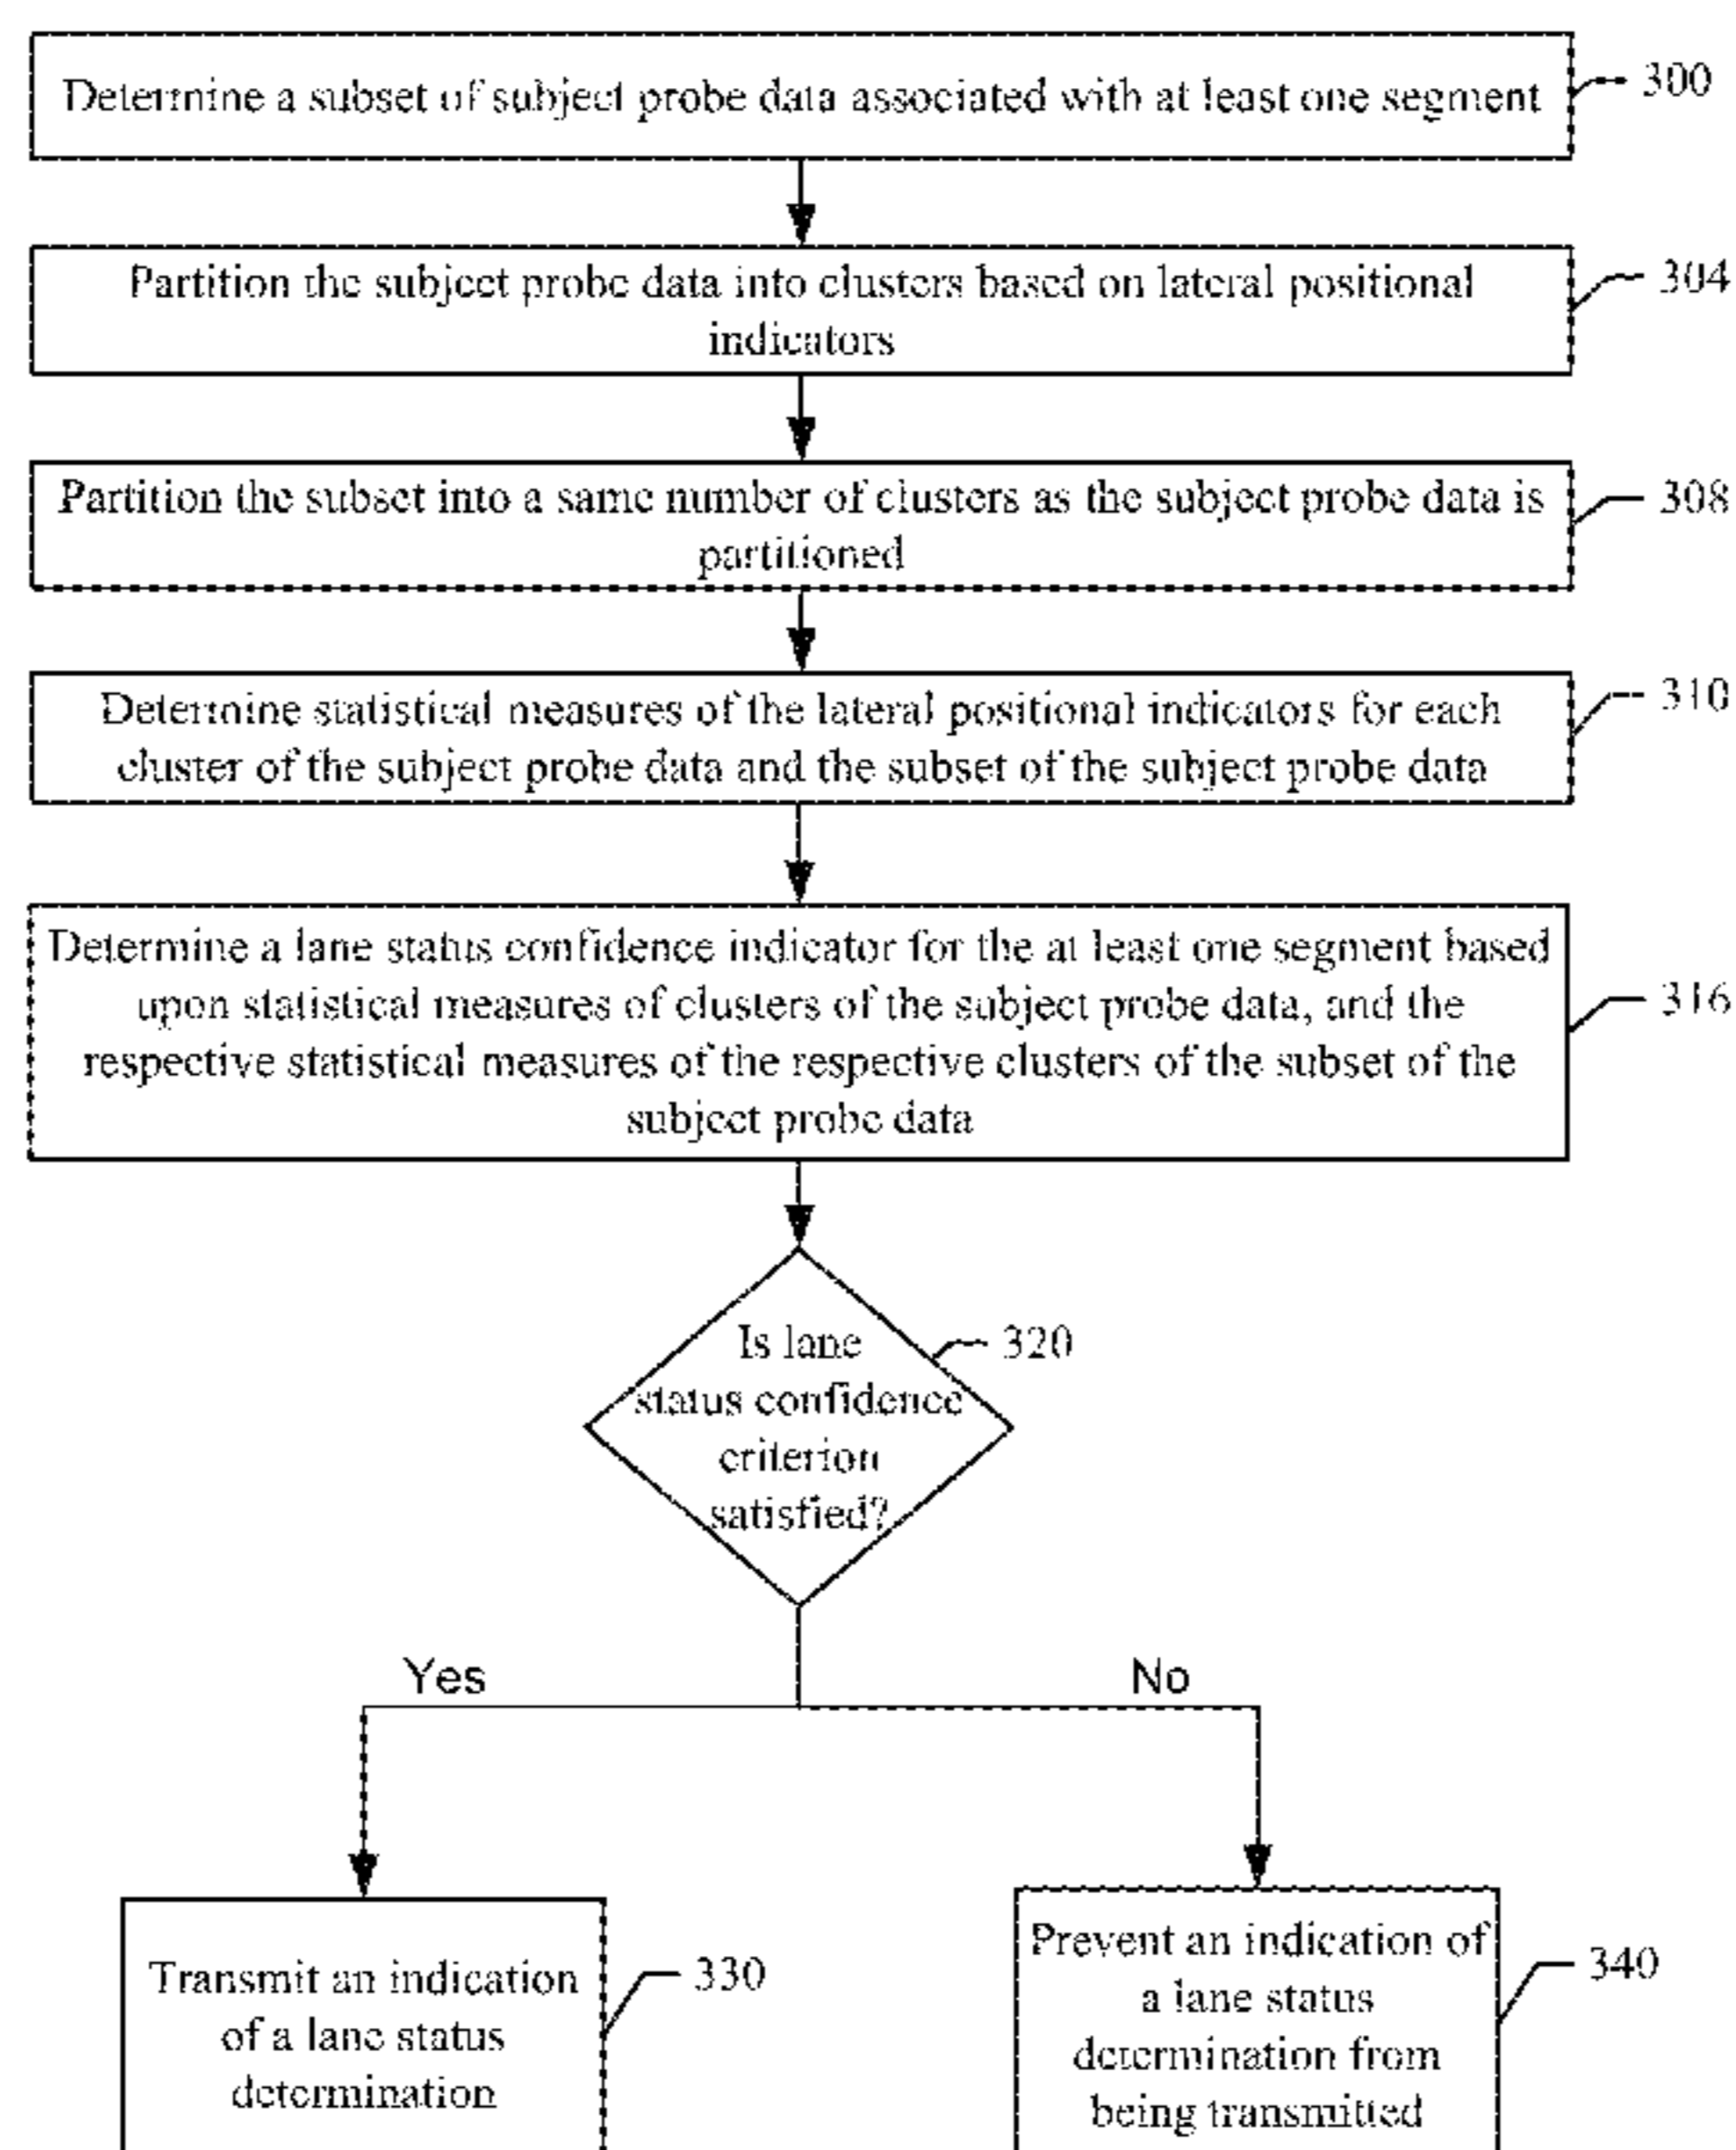 Determine a subset of subject probe data associated with at least one segment
300
Partition the subject probe data into clusters based on lateral positional
indicators
304
Partition the subset into a same number of clusters as the subject probe data is
partitioned
308
Determine statistical measures of the lateral positional indicators for each
cluster of the subject probe data and the subset of the subject probe data
310
Determine a lane status confidence indicator for the at least one segment based
upon statistical measures of clusters of the subject probe data, and the
respective statistical measures of the respective clusters of the subset of the
subject probe data
316
Is lane
status confidence
criterion
satisfied?
320
Yes
No
Transmit an indication
of a lane status
determination
330
Prevent an indication of
a lane status
determination from
being transmitted
340